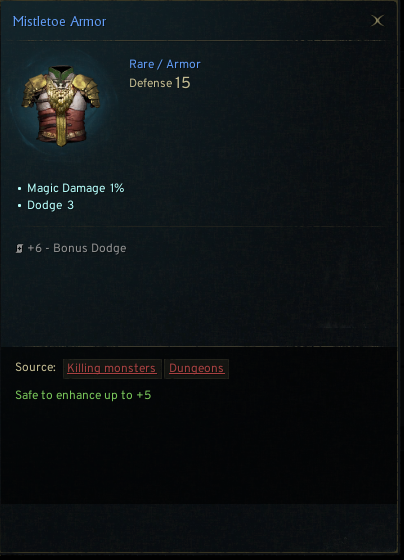 Mistletoe Armor
Rare / Armor
Defense 15
• Magic Damage 1%
• Dodge 3
+6 - Bonus Dodge
Source: Killing monsters Dungeons
Safe to enhance up to +5